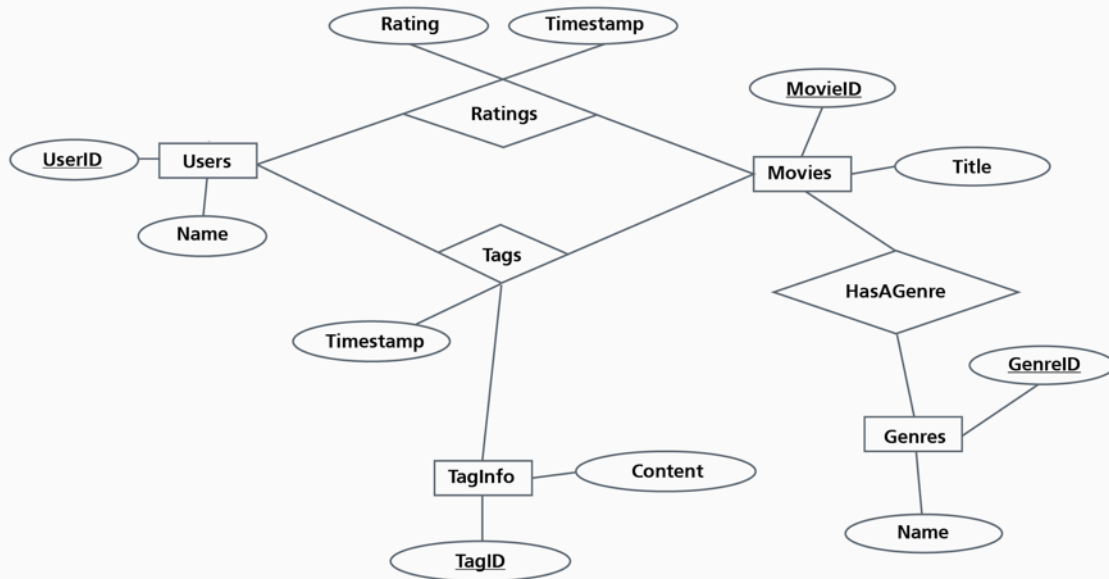 Rating
Timestamp
MovieID
Ratings
UserID
Users
Movies
Title
Name
Tags
HasAGenre
Timestamp
GenreID
Genres
TagInfo
Content
Name
TagID